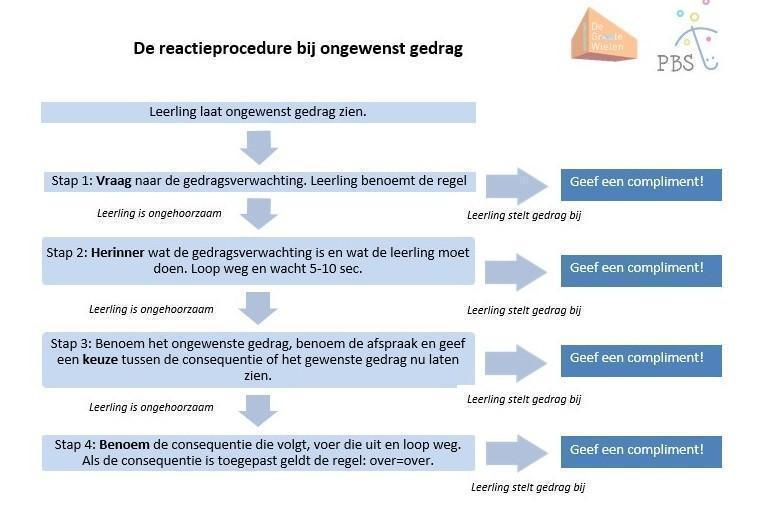 De reactieprocedure bij ongewenst gedrag
De
Groote
Wielen
PBS
Leerling laat ongewenst gedrag zien.
Stap 1: Vraag naar de gedragsverwachting. Leerling benoemt de regel
Geef een compliment!
Leerling is ongehoorzaam
Leerling stelt gedrag bij
Stap 2: Herinner wat de gedragsverwachting is en wat de leerling moet
doen. Loop weg en wacht 5-10 sec.
Geef een compliment!
Leerling is ongehoorzaam
Leerling stelt gedrag bij
Stap 3: Benoem het ongewenste gedrag, benoem de afspraak en geef
een keuze tussen de consequentie of het gewenste gedrag nu laten
zien.
Geef een compliment!
Leerling is ongehoorzaam
Leerling stelt gedrag bij
Stap 4: Benoem de consequentie die volgt, voer die uit en loop weg.
Als de consequentie is toegepast geldt de regel: over=over.
Geef een compliment!
Leerling stelt gedrag bij